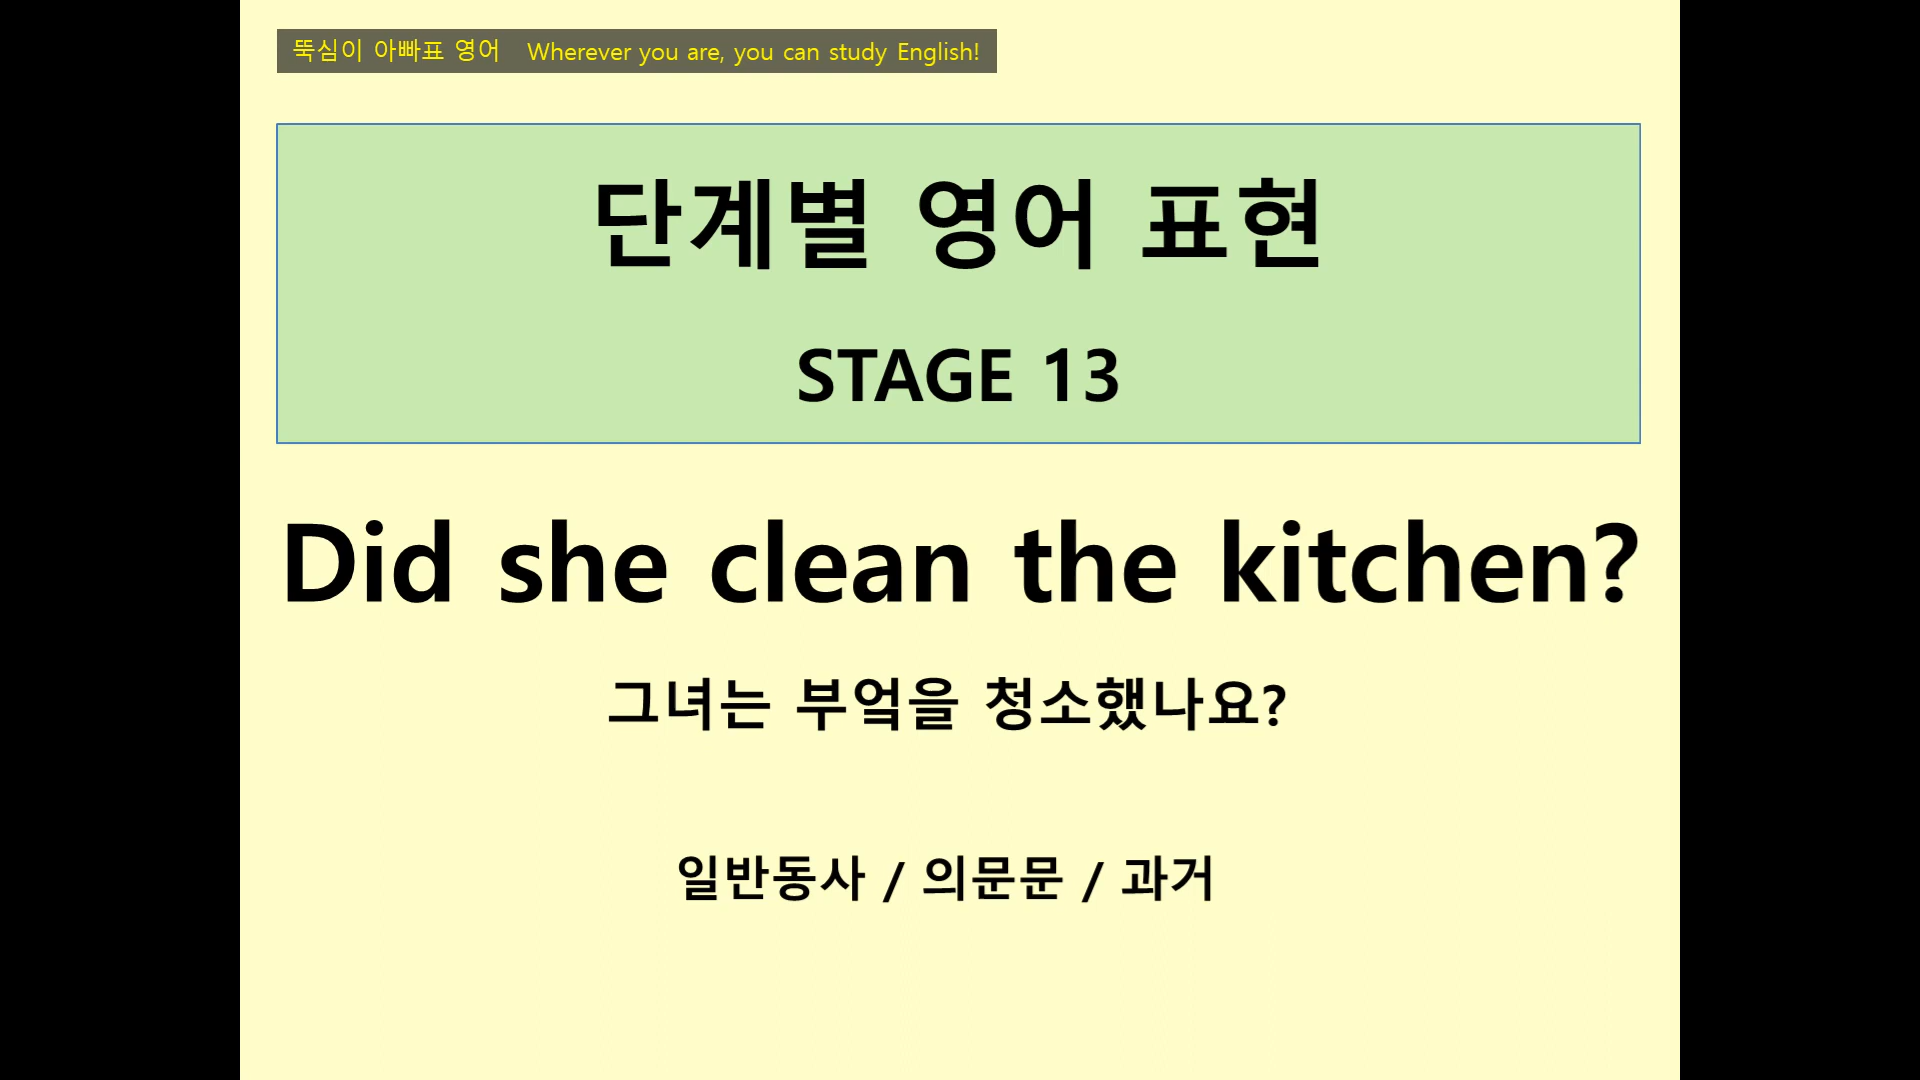 뚝심이 아빠표 영어 Wherever you are, you can study English!
단계별 영어 표현
STAGE 13
Did she clean the kitchen?
그녀는 부엌을 청소했나요?
일반동사 / 의문문 / 과거